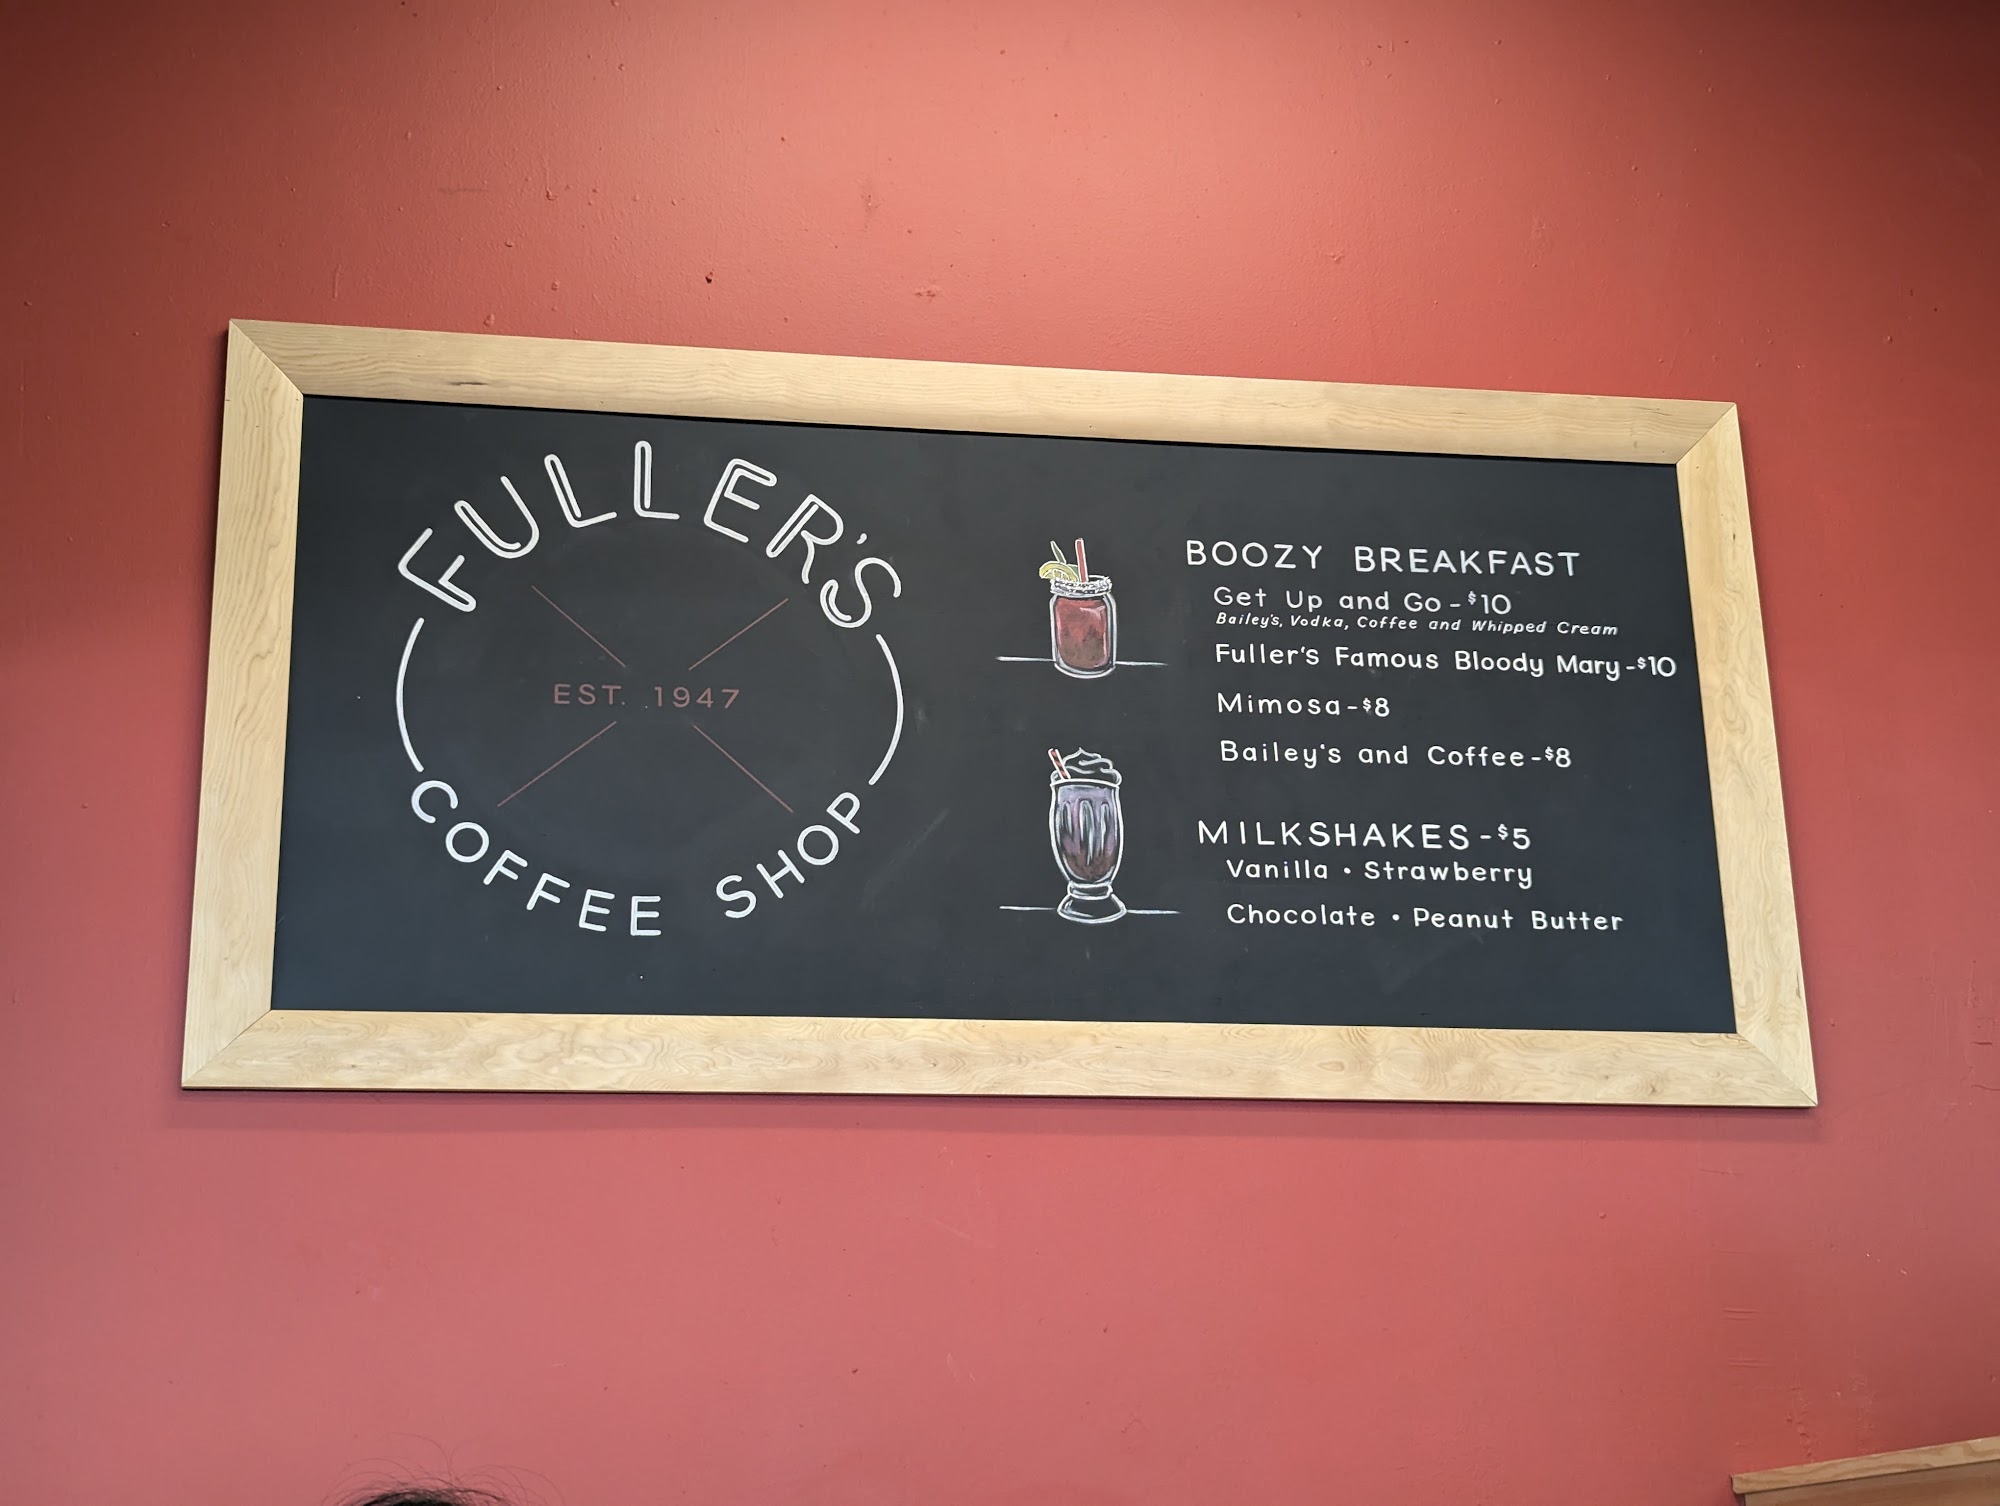 FULLER'S
EST. 1947
COFFEE SHOP
BOOZY BREAKFAST
Get Up and Go - $10
Bailey's, Vodka, Coffee and Whipped Cream
Fuller's Famous Bloody Mary - $10
Mimosa - $8
Bailey's and Coffee - $8
MILKSHAKES - $5
Vanilla • Strawberry
Chocolate • Peanut Butter